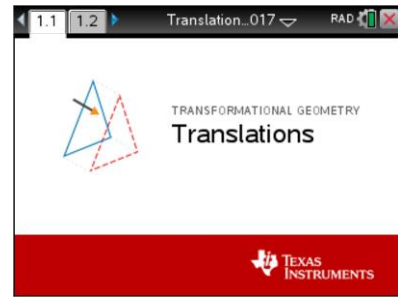 1.1 1.2 Translation...017 RAD
TRANSFORMATIONAL GEOMETRY
Translations
TEXAS
INSTRUMENTS